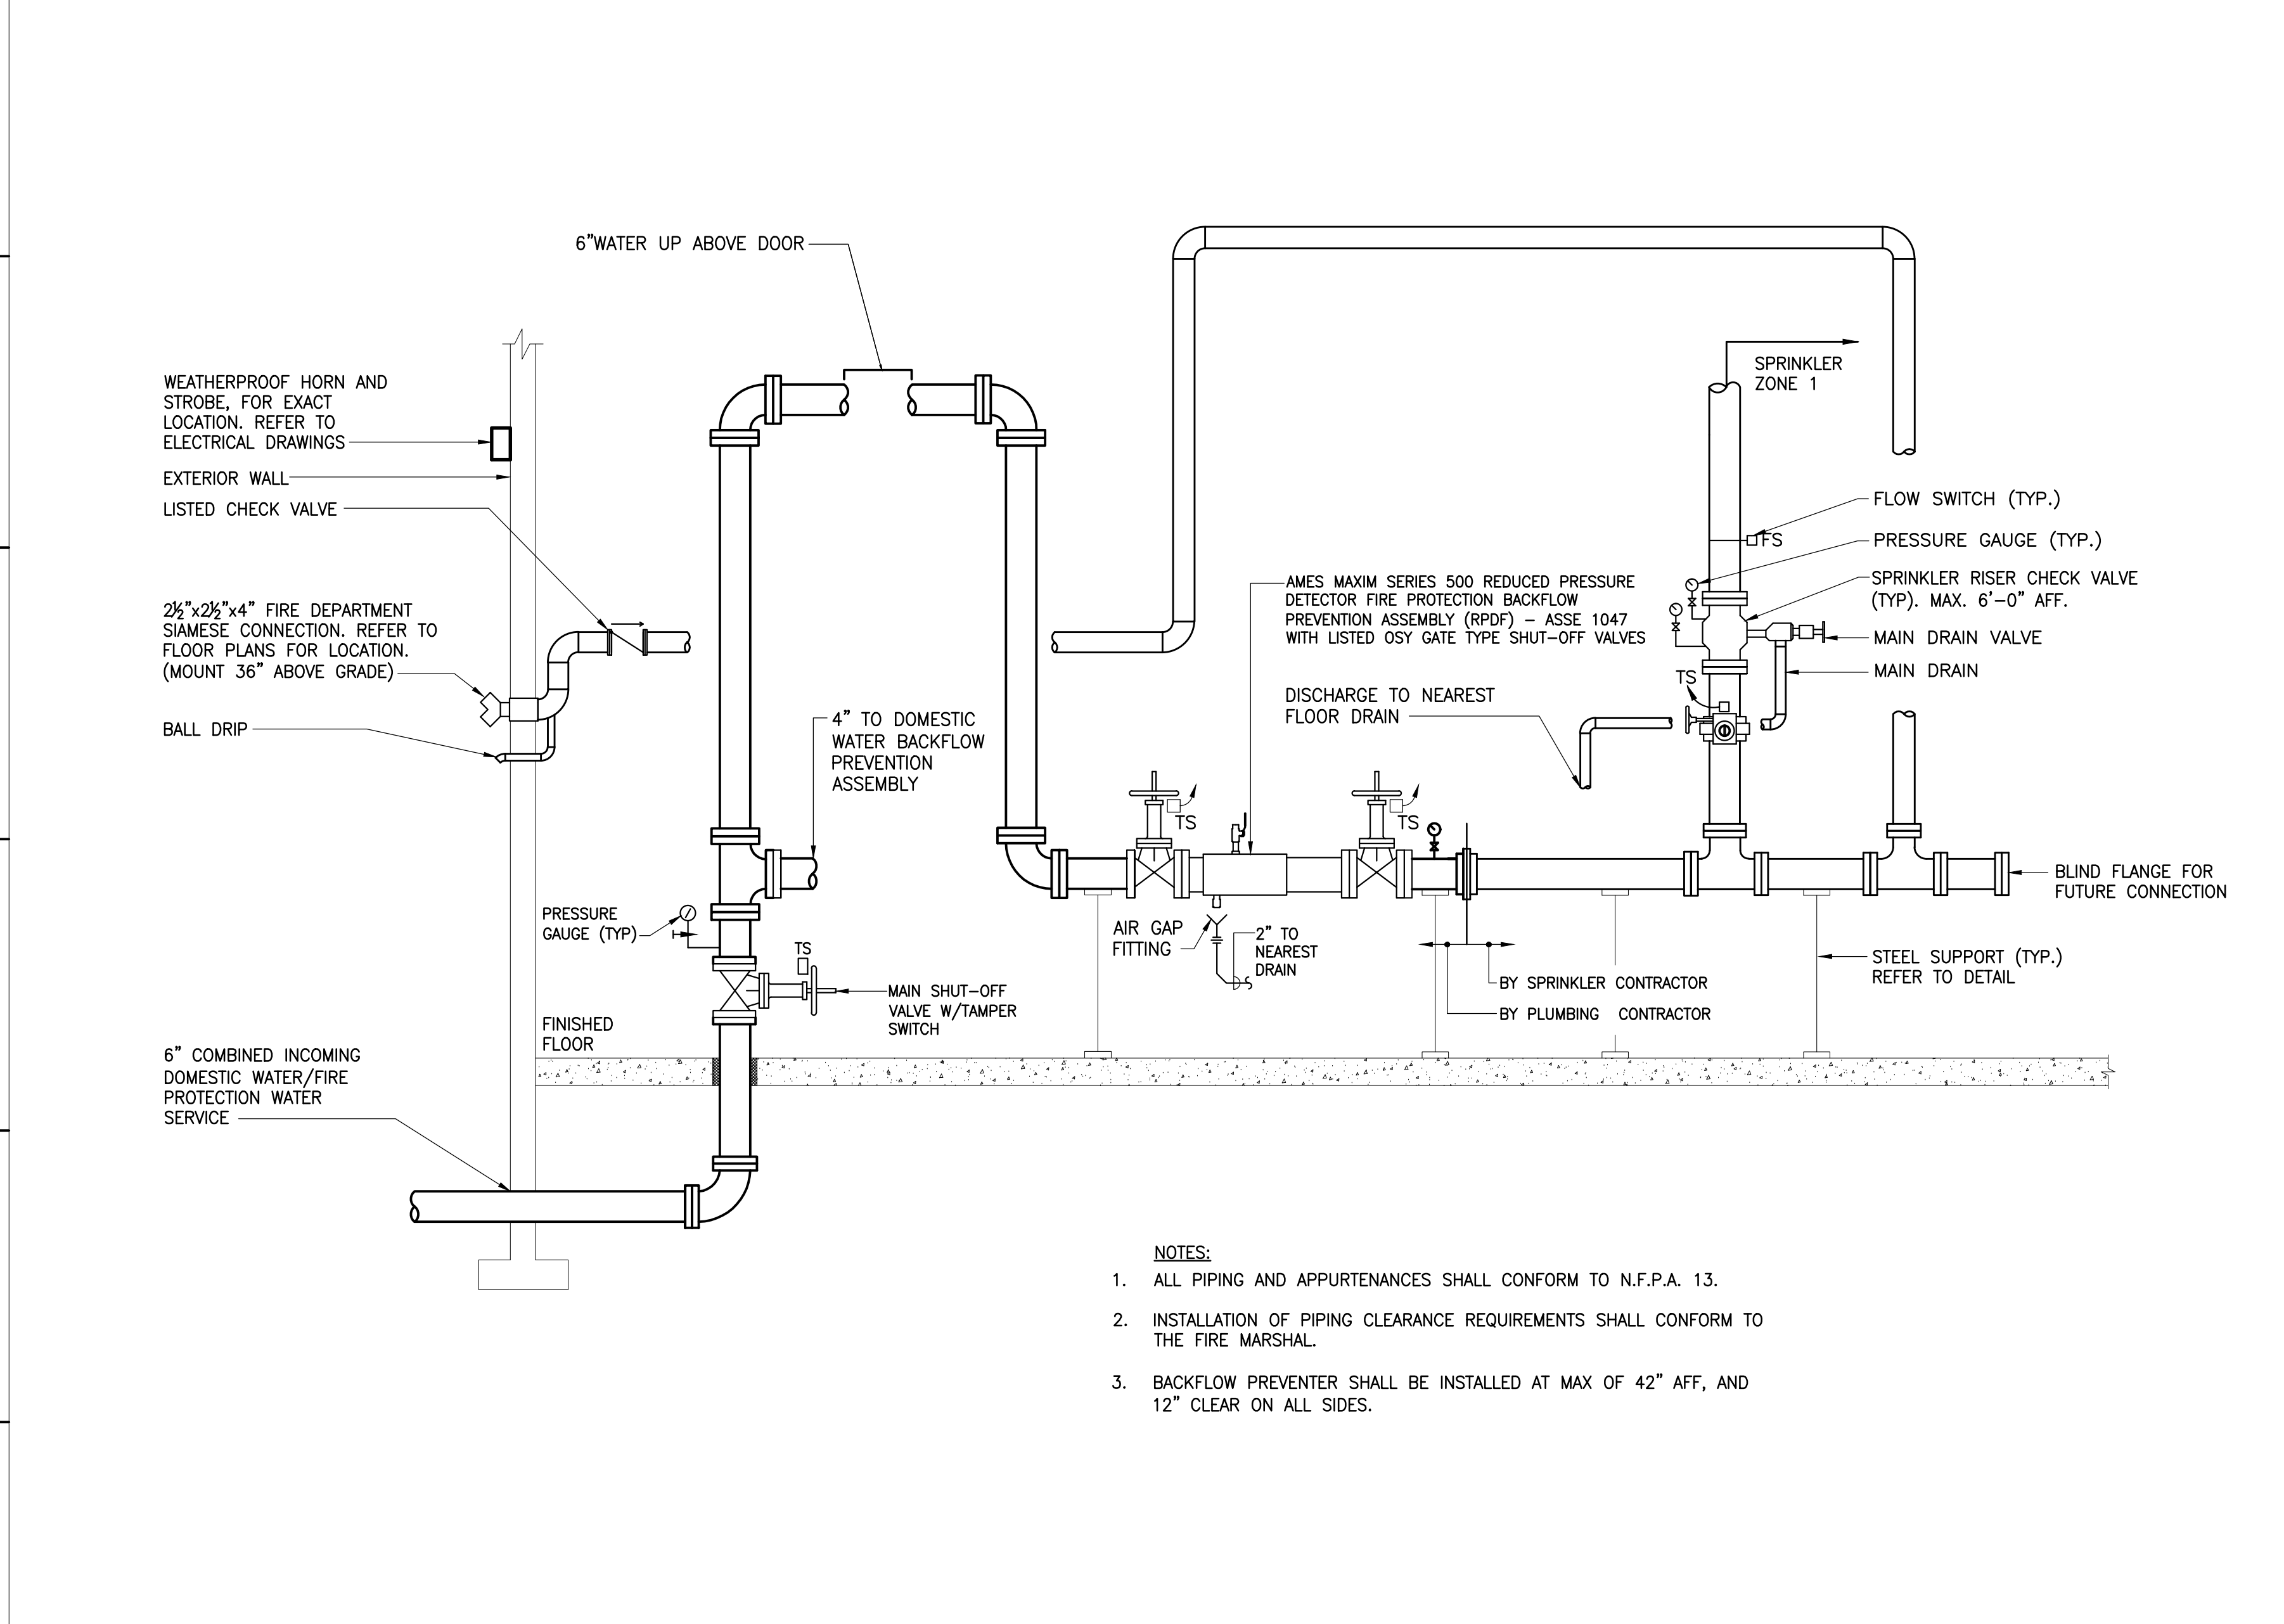 6”WATER UP ABOVE DOOR
WEATHERPROOF HORN AND
STROBE, FOR EXACT
LOCATION. REFER TO
ELECTRICAL DRAWINGS
EXTERIOR WALL
LISTED CHECK VALVE
2½”x2½”x4” FIRE DEPARTMENT
SIAMESE CONNECTION. REFER TO
FLOOR PLANS FOR LOCATION.
(MOUNT 36” ABOVE GRADE)
BALL DRIP
4” TO DOMESTIC
WATER BACKFLOW
PREVENTION
ASSEMBLY
PRESSURE
GAUGE (TYP)
TS
MAIN SHUT-OFF
VALVE W/TAMPER
SWITCH
FINISHED
FLOOR
6” COMBINED INCOMING
DOMESTIC WATER/FIRE
PROTECTION WATER
SERVICE
SPRINKLER
ZONE 1
FLOW SWITCH (TYP.)
FS
PRESSURE GAUGE (TYP.)
SPRINKLER RISER CHECK VALVE
(TYP). MAX. 6’-0” AFF.
MAIN DRAIN VALVE
MAIN DRAIN
TS
AMES MAXIM SERIES 500 REDUCED PRESSURE
DETECTOR FIRE PROTECTION BACKFLOW
PREVENTION ASSEMBLY (RPDF) - ASSE 1047
WITH LISTED OSY GATE TYPE SHUT-OFF VALVES
DISCHARGE TO NEAREST
FLOOR DRAIN
TS
TS
AIR GAP
FITTING
2” TO
NEAREST
DRAIN
BY SPRINKLER CONTRACTOR
BY PLUMBING CONTRACTOR
BLIND FLANGE FOR
FUTURE CONNECTION
STEEL SUPPORT (TYP.)
REFER TO DETAIL
NOTES:
1. ALL PIPING AND APPURTENANCES SHALL CONFORM TO N.F.P.A. 13.
2. INSTALLATION OF PIPING CLEARANCE REQUIREMENTS SHALL CONFORM TO
THE FIRE MARSHAL.
3. BACKFLOW PREVENTER SHALL BE INSTALLED AT MAX OF 42” AFF, AND
12” CLEAR ON ALL SIDES.